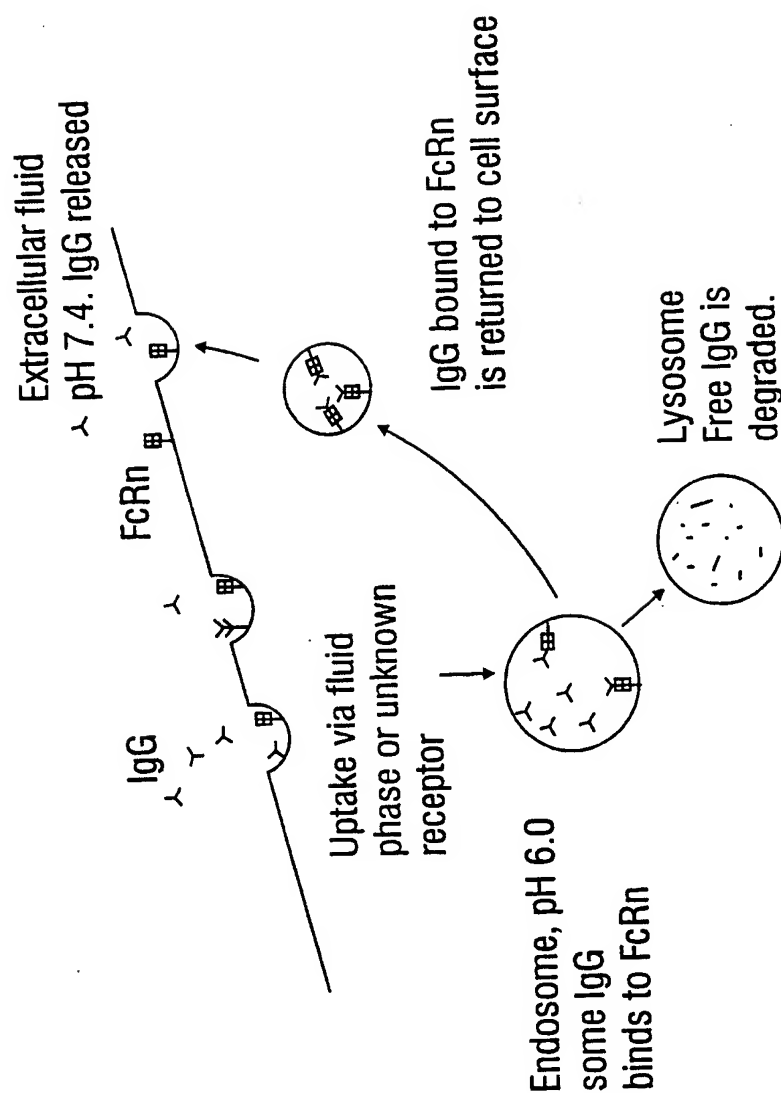 IgG
FcRn
Extracellular fluid
pH 7.4. IgG released
Uptake via fluid
phase or unknown
receptor
IgG bound to FcRn
is returned to cell surface
Endosome, pH 6.0
some IgG
binds to FcRn
Lysosome
Free IgG is
degraded.